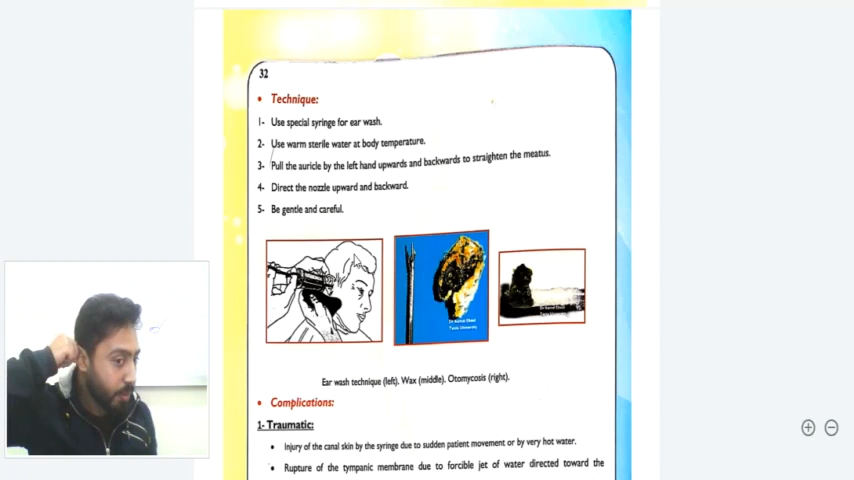 32
• Technique:
1- Use special syringe for ear wash.
2- Use warm sterile water at body temperature.
3- Pull the auricle by the left hand upwards and backwards to straighten the meatus.
4- Direct the nozzle upward and backward.
5- Be gentle and careful.
Tanta University
Ear wash technique (left). Wax (middle). Otomycosis (right).
• Complications:
1- Traumatic:
• Injury of the canal skin by the syringe due to sudden patient movement or by very hot water.
• Rupture of the tympanic membrane due to forcible jet of water directed toward the